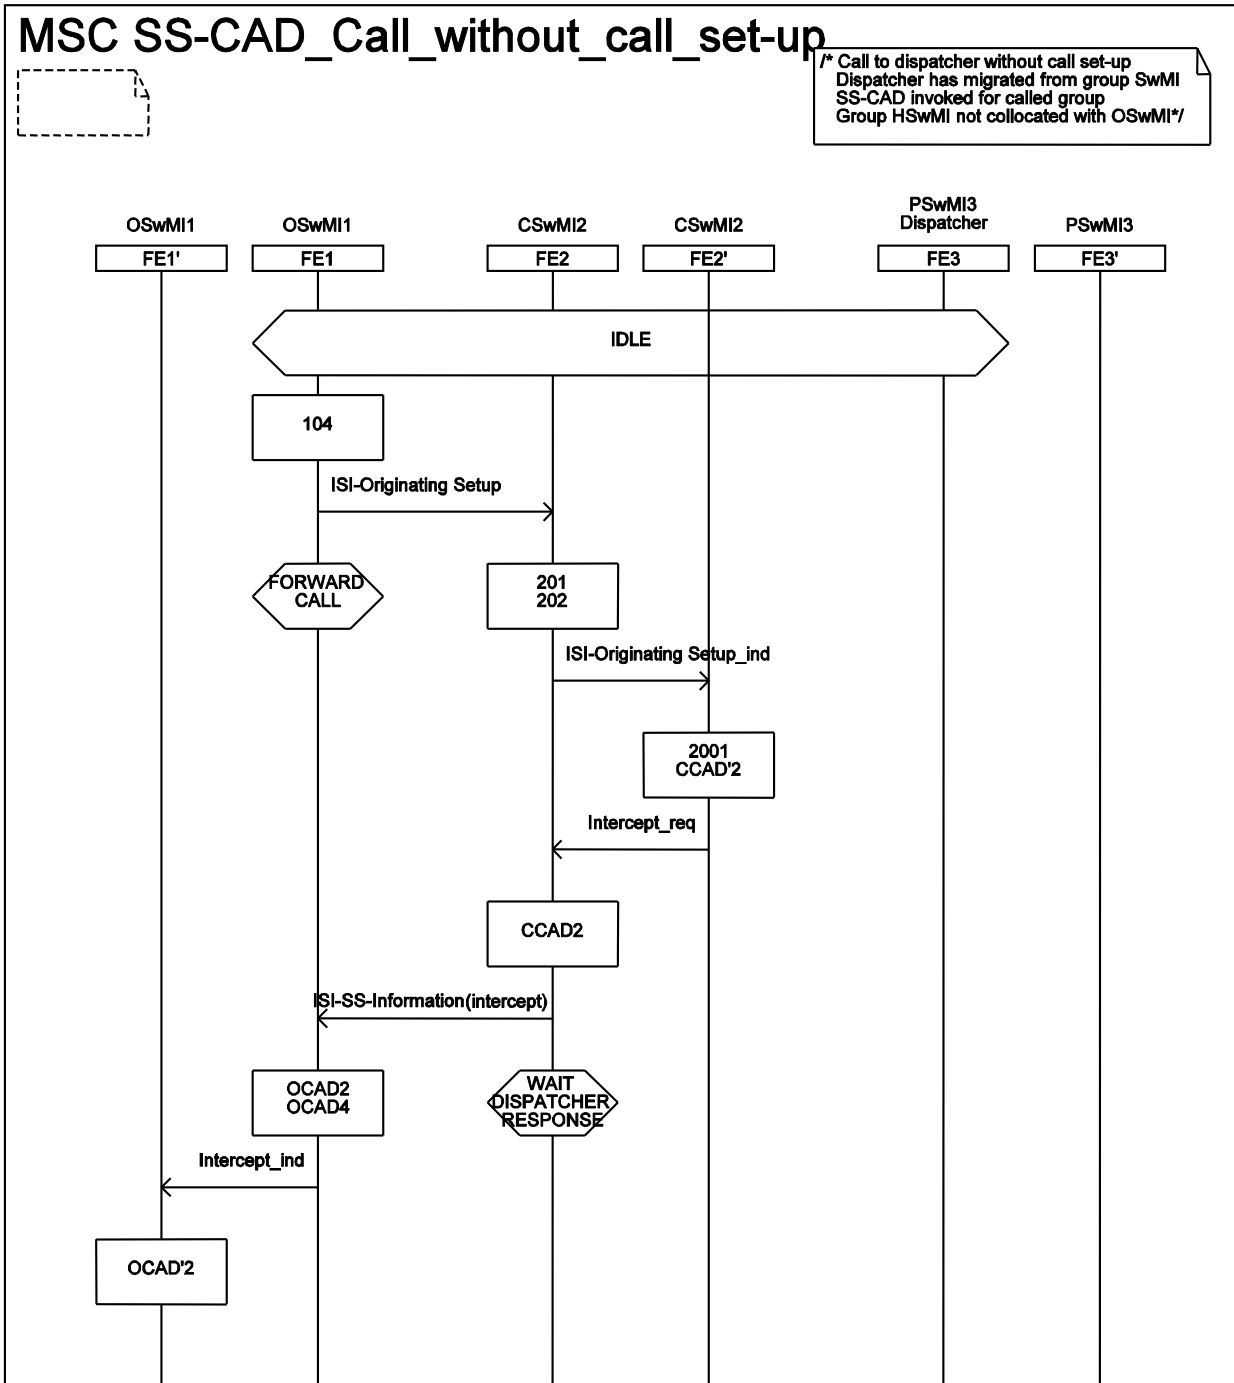 MSC SS-CAD_Call_without_call_set-up
/* Call to dispatcher without call set-up
Dispatcher has migrated from group SwMI
SS-CAD invoked for called group
Group HSwMI not collocated with OSwMI*/
OSwMI1
OSwMI1
CSwMI2
CSwMI2
PSwMI3
Dispatcher
PSwMI3
FE1'
FE1
FE2
FE2'
FE3
FE3'
IDLE
104
ISI-Originating Setup
FORWARD
CALL
201
202
ISI-Originating Setup_ind
2001
CCAD'2
Intercept_req
CCAD2
ISI-SS-Information(intercept)
OCAD2
OCAD4
WAIT
DISPATCHER
RESPONSE
Intercept_ind
OCAD'2